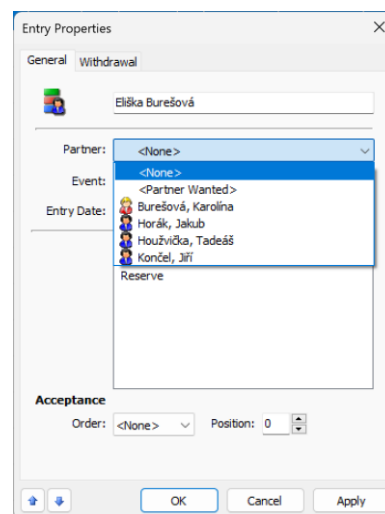 Entry Properties
General Withdrawal
Eliška Burešová
Partner: <None>
<None>
Event: <Partner Wanted>
Burešová, Karolína
Entry Date: Horák, Jakub
Houžvička, Tadeáš
Končel, Jiří
Reserve
Acceptance
Order: <None> Position: 0
OK Cancel Apply